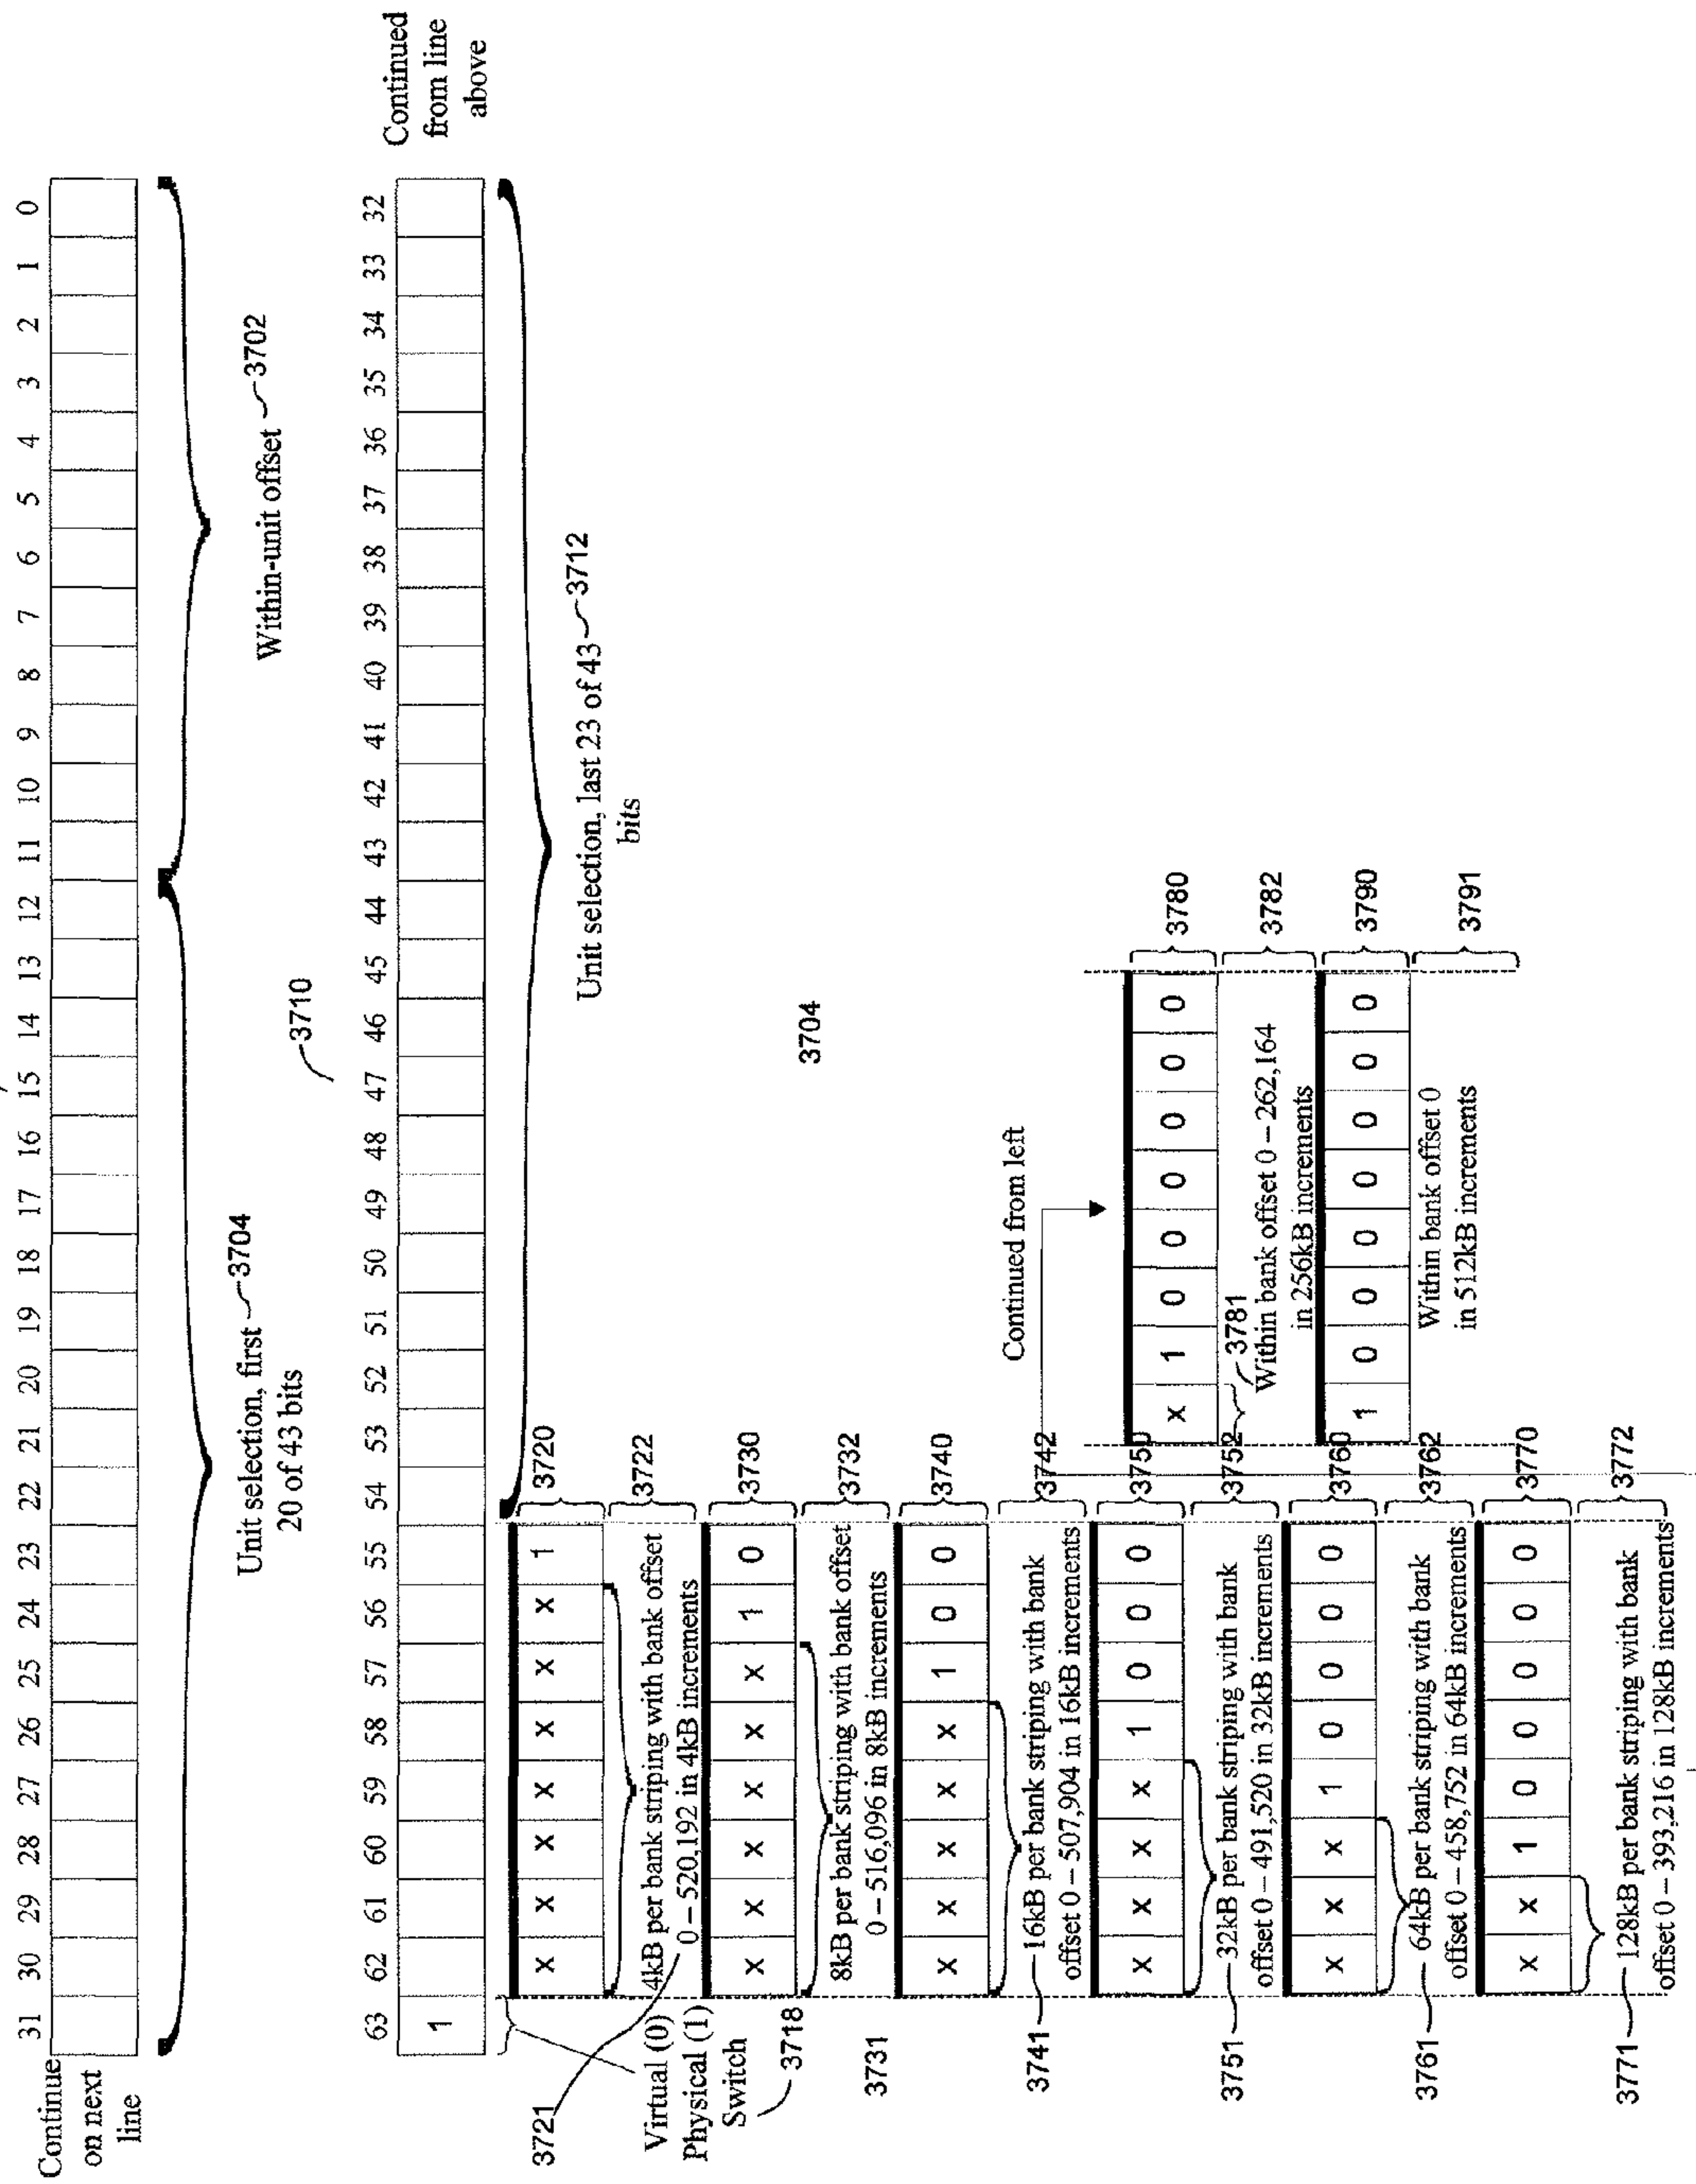 Continue
on next
line
31 30 29 28 27 26 25 24 23 22 21 20 19 18 17 16 15 14 13 12 11 10 9 8 7 6 5 4 3 2 1 0
Unit selection, first 3704
20 of 43 bits
Within-unit offset 3702
3710
63 62 61 60 59 58 57 56 55 54 53 52 51 50 49 48 47 46 45 44 43 42 41 40 39 38 37 36 35 34 33 32
1
Continued
from line
above
Unit selection, last 23 of 43 3712
bits
3721
Virtual (0)
Physical (1)
Switch
3718
X X X X X X X 1 3720
4kB per bank striping with bank offset
0 – 520,192 in 4kB increments
3722
X X X X X X 1 0 3730
3731
8kB per bank striping with bank offset
0 – 516,096 in 8kB increments
3732
X X X X X 1 0 0 3740
3741 16kB per bank striping with bank
offset 0 – 507,904 in 16kB increments
3742
X X X X 1 0 0 0 3750
3751 32kB per bank striping with bank
offset 0 – 491,520 in 32kB increments
3752
X X X 1 0 0 0 0 3760
3761 64kB per bank striping with bank
offset 0 – 458,752 in 64kB increments
3762
X X 1 0 0 0 0 0 3770
3771 128kB per bank striping with bank
offset 0 – 393,216 in 128kB increments
3772
3704
Continued from left
X 1 0 0 0 0 0 0 3780
3781
Within bank offset 0 – 262,164
in 256kB increments
3782
1 0 0 0 0 0 0 0 3790
Within bank offset 0
in 512kB increments
3791